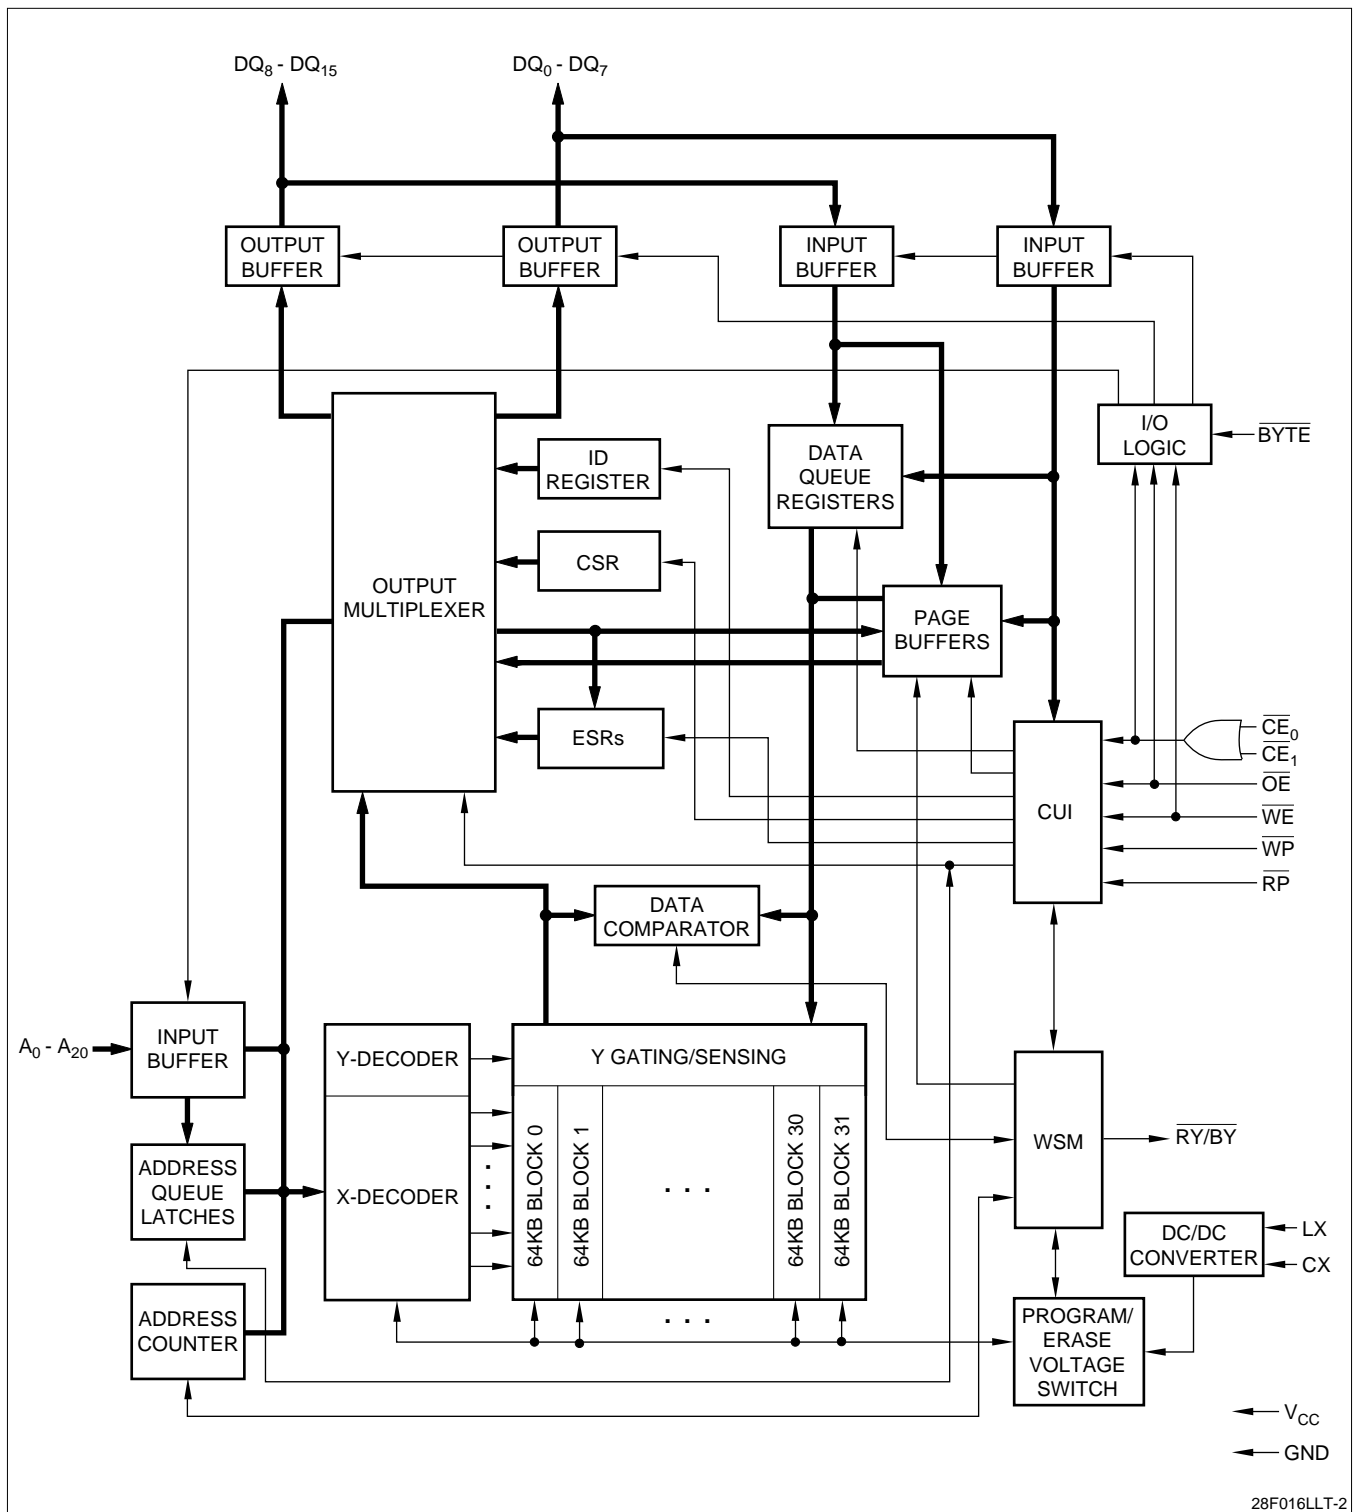 DQ8 - DQ15
DQ0 - DQ7
OUTPUT
BUFFER
OUTPUT
BUFFER
INPUT
BUFFER
INPUT
BUFFER
I/O
LOGIC
BYTE
ID
REGISTER
DATA
QUEUE
REGISTERS
CSR
OUTPUT
MULTIPLEXER
PAGE
BUFFERS
ESRs
CUI
CE0
CE1
OE
WE
WP
RP
DATA
COMPARATOR
A0 - A20
INPUT
BUFFER
Y-DECODER
Y GATING/SENSING
ADDRESS
QUEUE
LATCHES
X-DECODER
64KB BLOCK 0
64KB BLOCK 1
. . .
64KB BLOCK 30
64KB BLOCK 31
WSM
RY/BY
DC/DC
CONVERTER
LX
CX
ADDRESS
COUNTER
. . .
PROGRAM/
ERASE
VOLTAGE
SWITCH
VCC
GND
28F016LLT-2